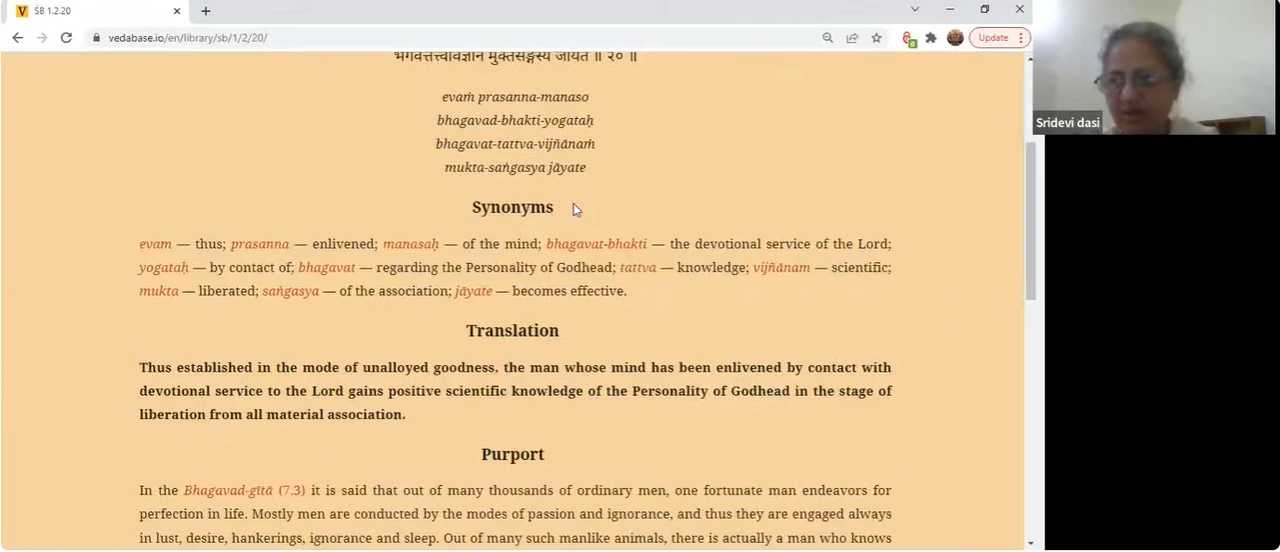 ŚB 1.2.20
vedabase.io/en/library/sb/1/2/20/
Update
Sridevi dasi
भगवत्तत्त्वविज्ञानं मुक्तसङ्गस्य जायते ॥ २० ॥
evaṁ prasanna-manaso
bhagavad-bhakti-yogataḥ
bhagavat-tattva-vijñānaṁ
mukta-saṅgasya jāyate
Synonyms
evam — thus; prasanna — enlivened; manasaḥ — of the mind; bhagavat-bhakti — the devotional service of the Lord;
yogataḥ — by contact of; bhagavat — regarding the Personality of Godhead; tattva — knowledge; vijñānam — scientific;
mukta — liberated; saṅgasya — of the association; jāyate — becomes effective.
Translation
Thus established in the mode of unalloyed goodness, the man whose mind has been enlivened by contact with
devotional service to the Lord gains positive scientific knowledge of the Personality of Godhead in the stage of
liberation from all material association.
Purport
In the Bhagavad-gītā (7.3) it is said that out of many thousands of ordinary men, one fortunate man endeavors for
perfection in life. Mostly men are conducted by the modes of passion and ignorance, and thus they are engaged always
in lust, desire, hankerings, ignorance and sleep. Out of many such manlike animals, there is actually a man who knows